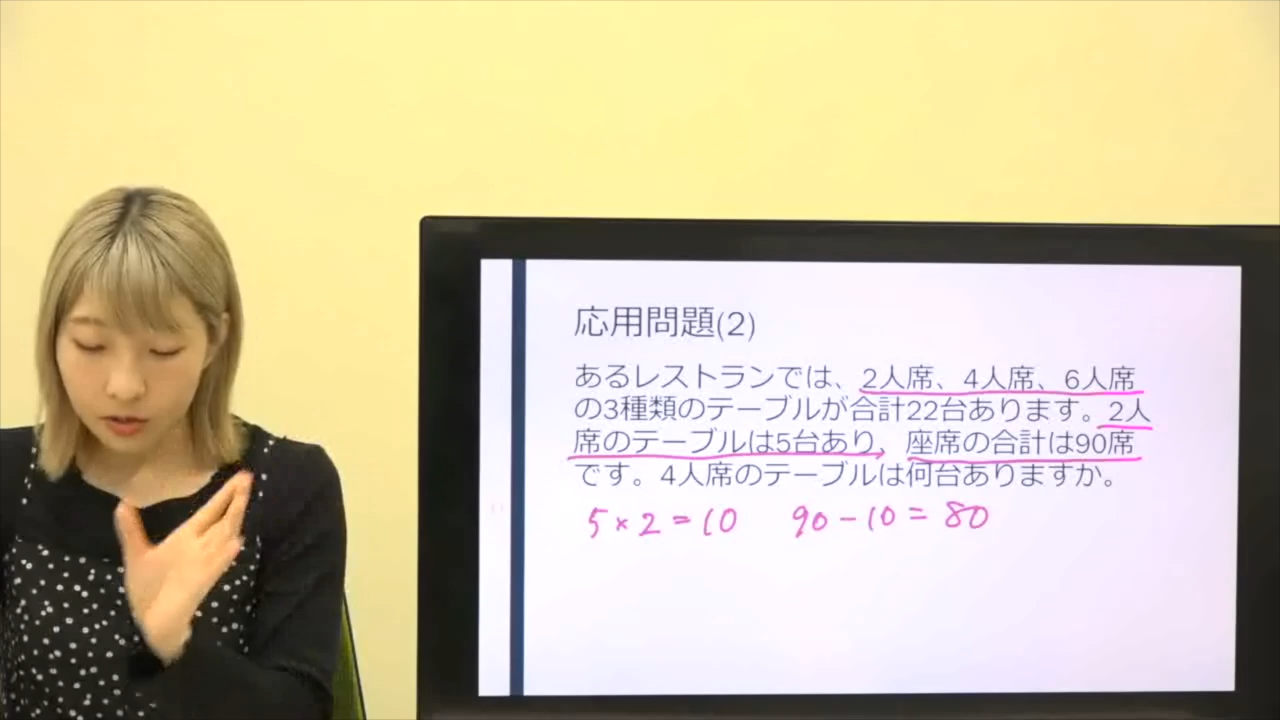 応用問題(2)
あるレストランでは、2人席、4人席、6人席
の3種類のテーブルが合計22台あります。2人
席のテーブルは5台あり、座席の合計は90席
です。4人席のテーブルは何台ありますか。
5×2=10 90-10=80